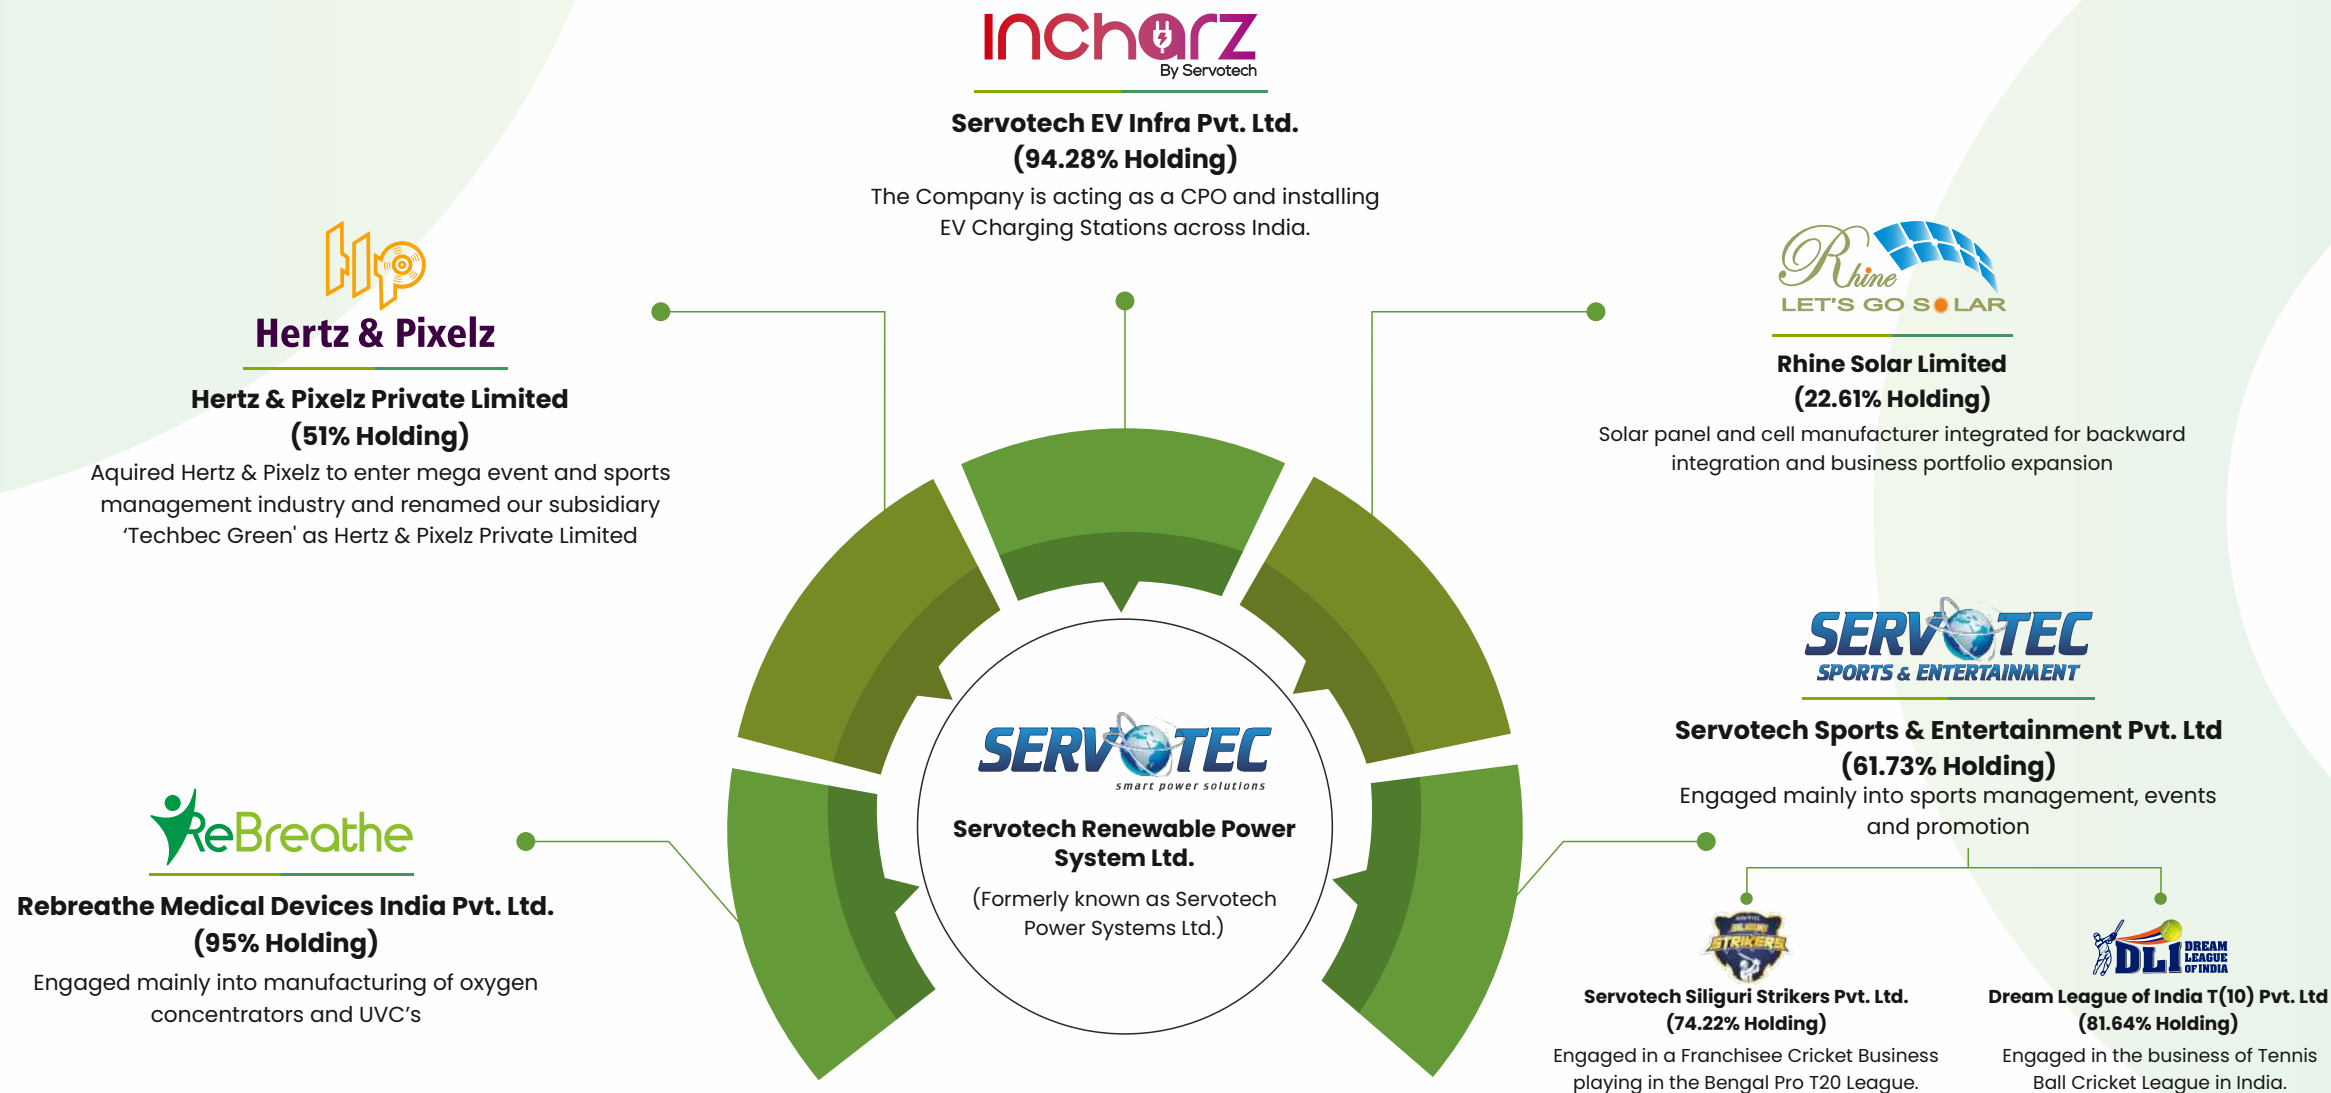 Incharz
By Servotech
Servotech EV Infra Pvt. Ltd.
(94.28% Holding)
The Company is acting as a CPO and installing
EV Charging Stations across India.
Hp
Hertz & Pixelz
Hertz & Pixelz Private Limited
(51% Holding)
Aquired Hertz & Pixelz to enter mega event and sports
management industry and renamed our subsidiary
‘Techbec Green' as Hertz & Pixelz Private Limited
Rhine
LET'S GO SOLAR
Rhine Solar Limited
(22.61% Holding)
Solar panel and cell manufacturer integrated for backward
integration and business portfolio expansion
ReBreathe
Rebreathe Medical Devices India Pvt. Ltd.
(95% Holding)
Engaged mainly into manufacturing of oxygen
concentrators and UVC’s
SERVOTEC
smart power solutions
Servotech Renewable Power
System Ltd.
(Formerly known as Servotech
Power Systems Ltd.)
SERVOTEC
SPORTS & ENTERTAINMENT
Servotech Sports & Entertainment Pvt. Ltd
(61.73% Holding)
Engaged mainly into sports management, events
and promotion
SILIGURI
STRIKERS
Servotech Siliguri Strikers Pvt. Ltd.
(74.22% Holding)
Engaged in a Franchisee Cricket Business
playing in the Bengal Pro T20 League.
DLI DREAM
LEAGUE
OF INDIA
Dream League of India T(10) Pvt. Ltd
(81.64% Holding)
Engaged in the business of Tennis
Ball Cricket League in India.